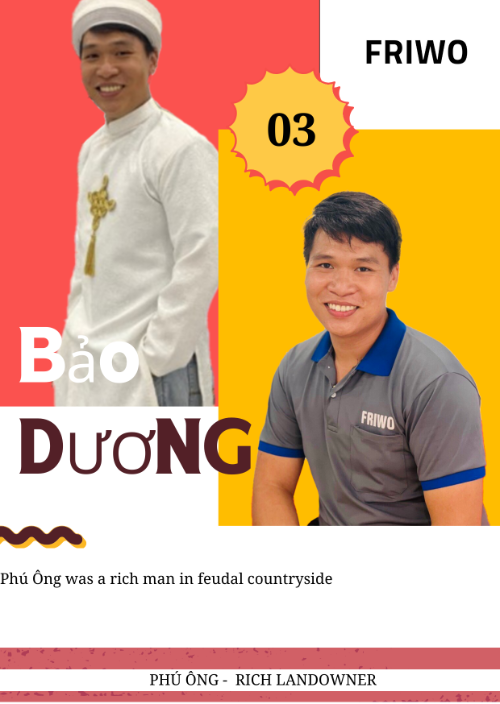 FRIWO
03
FRIWO
Bảo
DươNG
Phú Ông was a rich man in feudal countryside
PHÚ ÔNG - RICH LANDOWNER